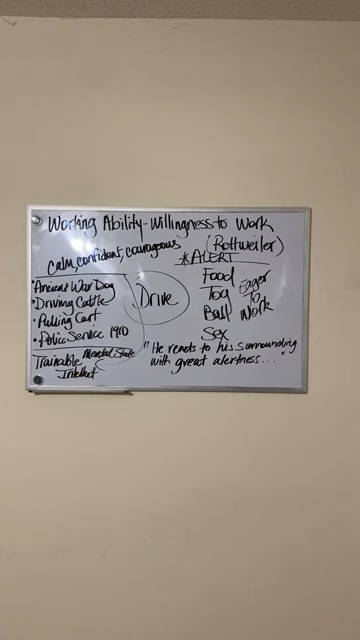 Working Ability-Willingness to Work
calm, confident, courageous
(Rottweiler)
*ALERT
•Ancient War Dog
•Driving Cattle
•Pulling Cart
•Police Service 1910
Trainable Mental State
Intellect
Drive
Food
Toy
Ball
Sex
Eager
To
Work
"He reacts to his surrounding
with great alertness..."